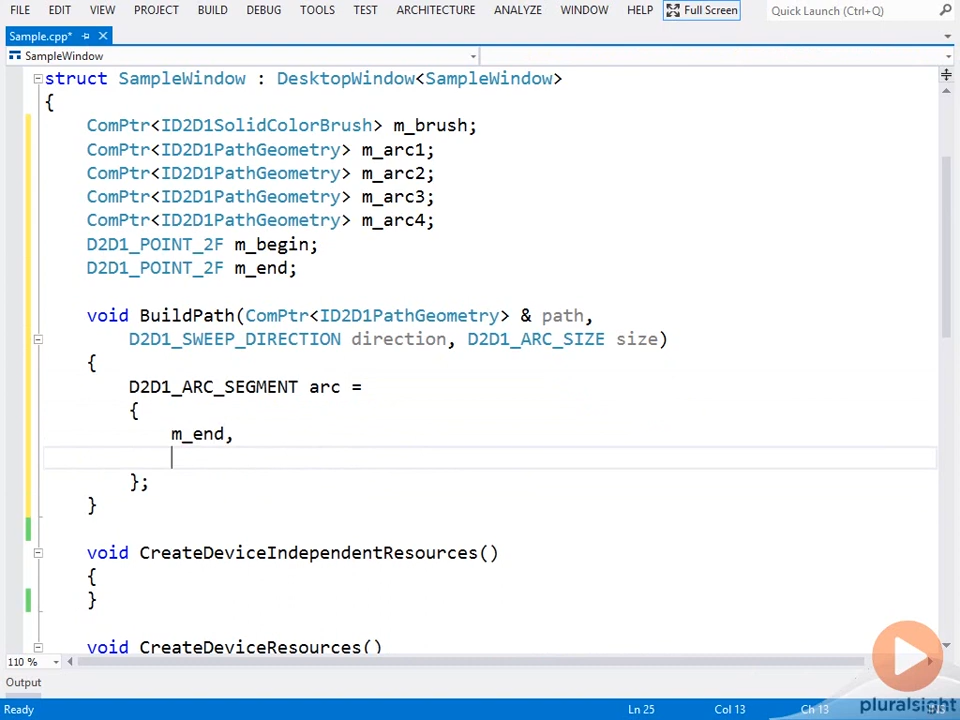 FILE EDIT VIEW PROJECT BUILD DEBUG TOOLS TEST ARCHITECTURE ANALYZE WINDOW HELP Full Screen Quick Launch (Ctrl+Q)
Sample.cpp*
SampleWindow
struct SampleWindow : DesktopWindow<SampleWindow>
{
    ComPtr<ID2D1SolidColorBrush> m_brush;
    ComPtr<ID2D1PathGeometry> m_arc1;
    ComPtr<ID2D1PathGeometry> m_arc2;
    ComPtr<ID2D1PathGeometry> m_arc3;
    ComPtr<ID2D1PathGeometry> m_arc4;
    D2D1_POINT_2F m_begin;
    D2D1_POINT_2F m_end;
    void BuildPath(ComPtr<ID2D1PathGeometry> & path,
        D2D1_SWEEP_DIRECTION direction, D2D1_ARC_SIZE size)
    {
        D2D1_ARC_SEGMENT arc =
        {
            m_end,
        };
    }
    void CreateDeviceIndependentResources()
    {
    }
    void CreateDeviceResources()
110 %
Output
pluralsight
Ready Ln 25 Col 13 Ch 13